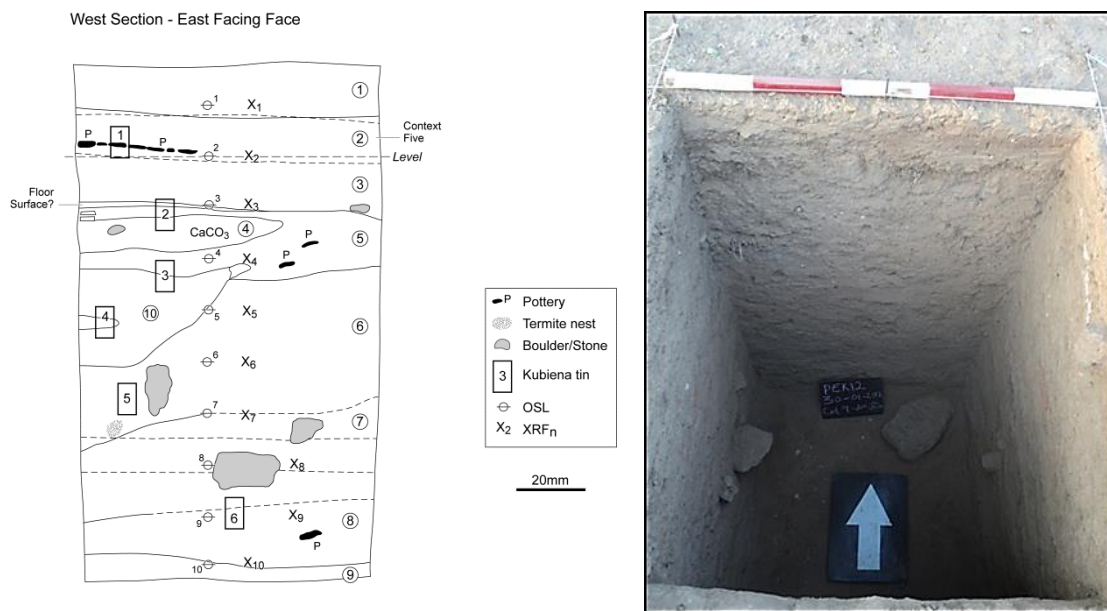 West Section - East Facing Face
1
1
X1
Context
Five
2
P
1
P
2
X2
Level
3
Floor
Surface?
3
X3
2
CaCO3
4
5
P
4
X4
P
3
10
4
5
X5
6
6
X6
5
7
X7
7
8
X8
6
9
X9
8
P
10
X10
9
P Pottery
Termite nest
Boulder/Stone
3 Kubiena tin
OSL
X2 XRFn
20mm
PEK12